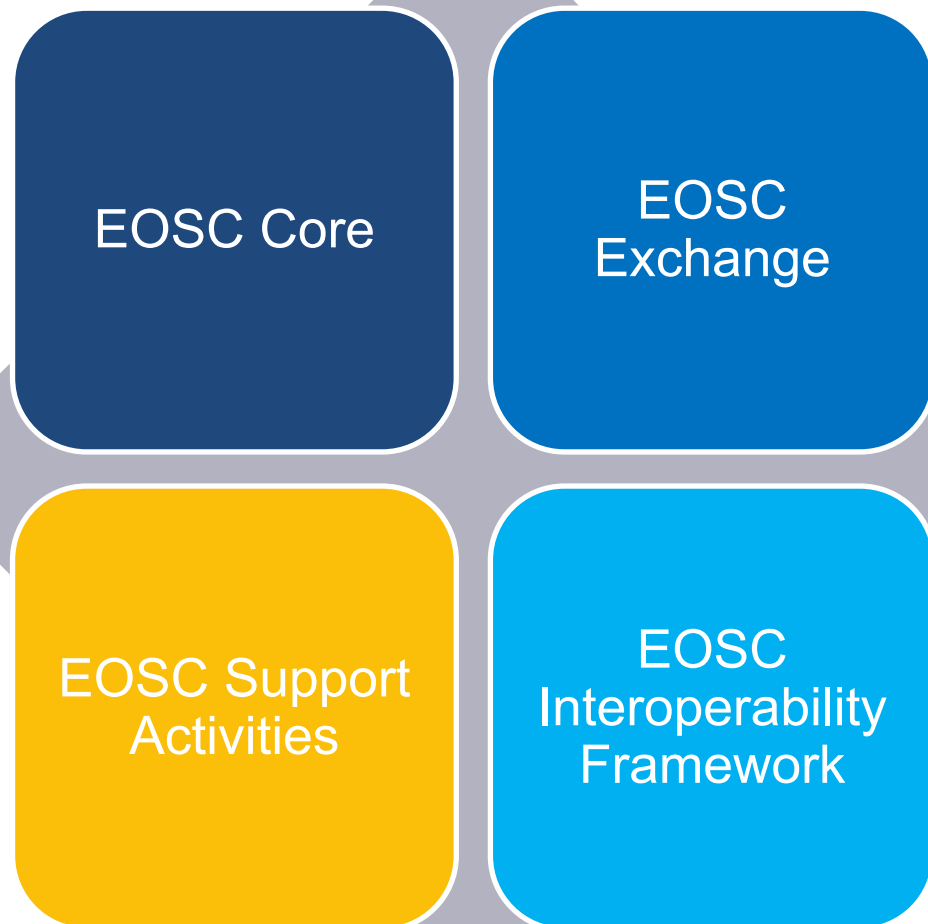 EOSC Core
EOSC
Exchange
EOSC Support
Activities
EOSC
Interoperability
Framework